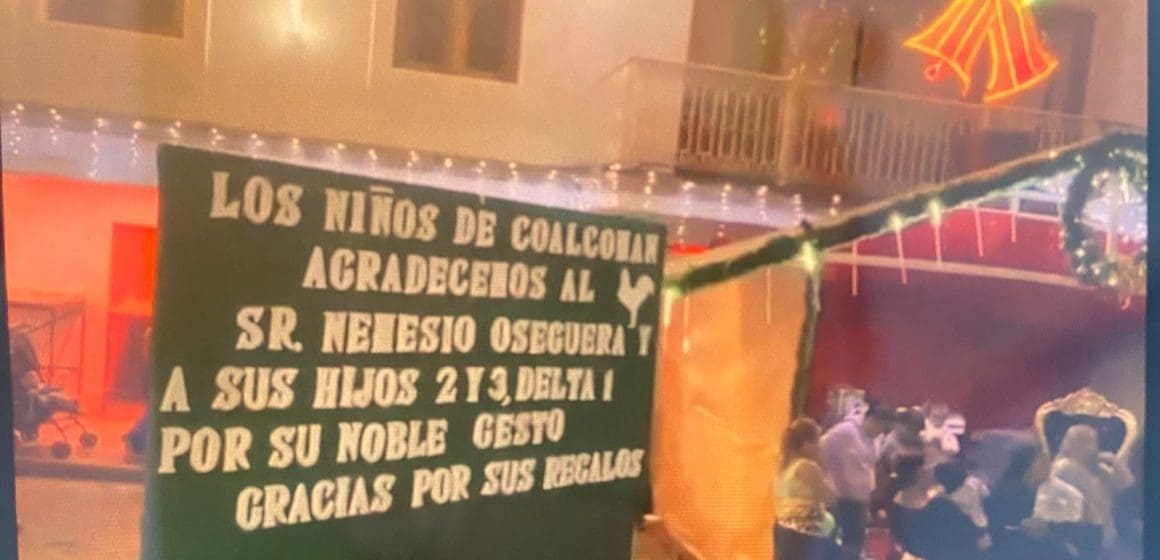 LOS NIÑOS DE COALCOMAN
AGRADECEMOS AL
SR. NEMESIO OSEGUERA Y
A SUS HIJOS 2 Y 3, DELTA 1
POR SU NOBLE GESTO
GRACIAS POR SUS REGALOS